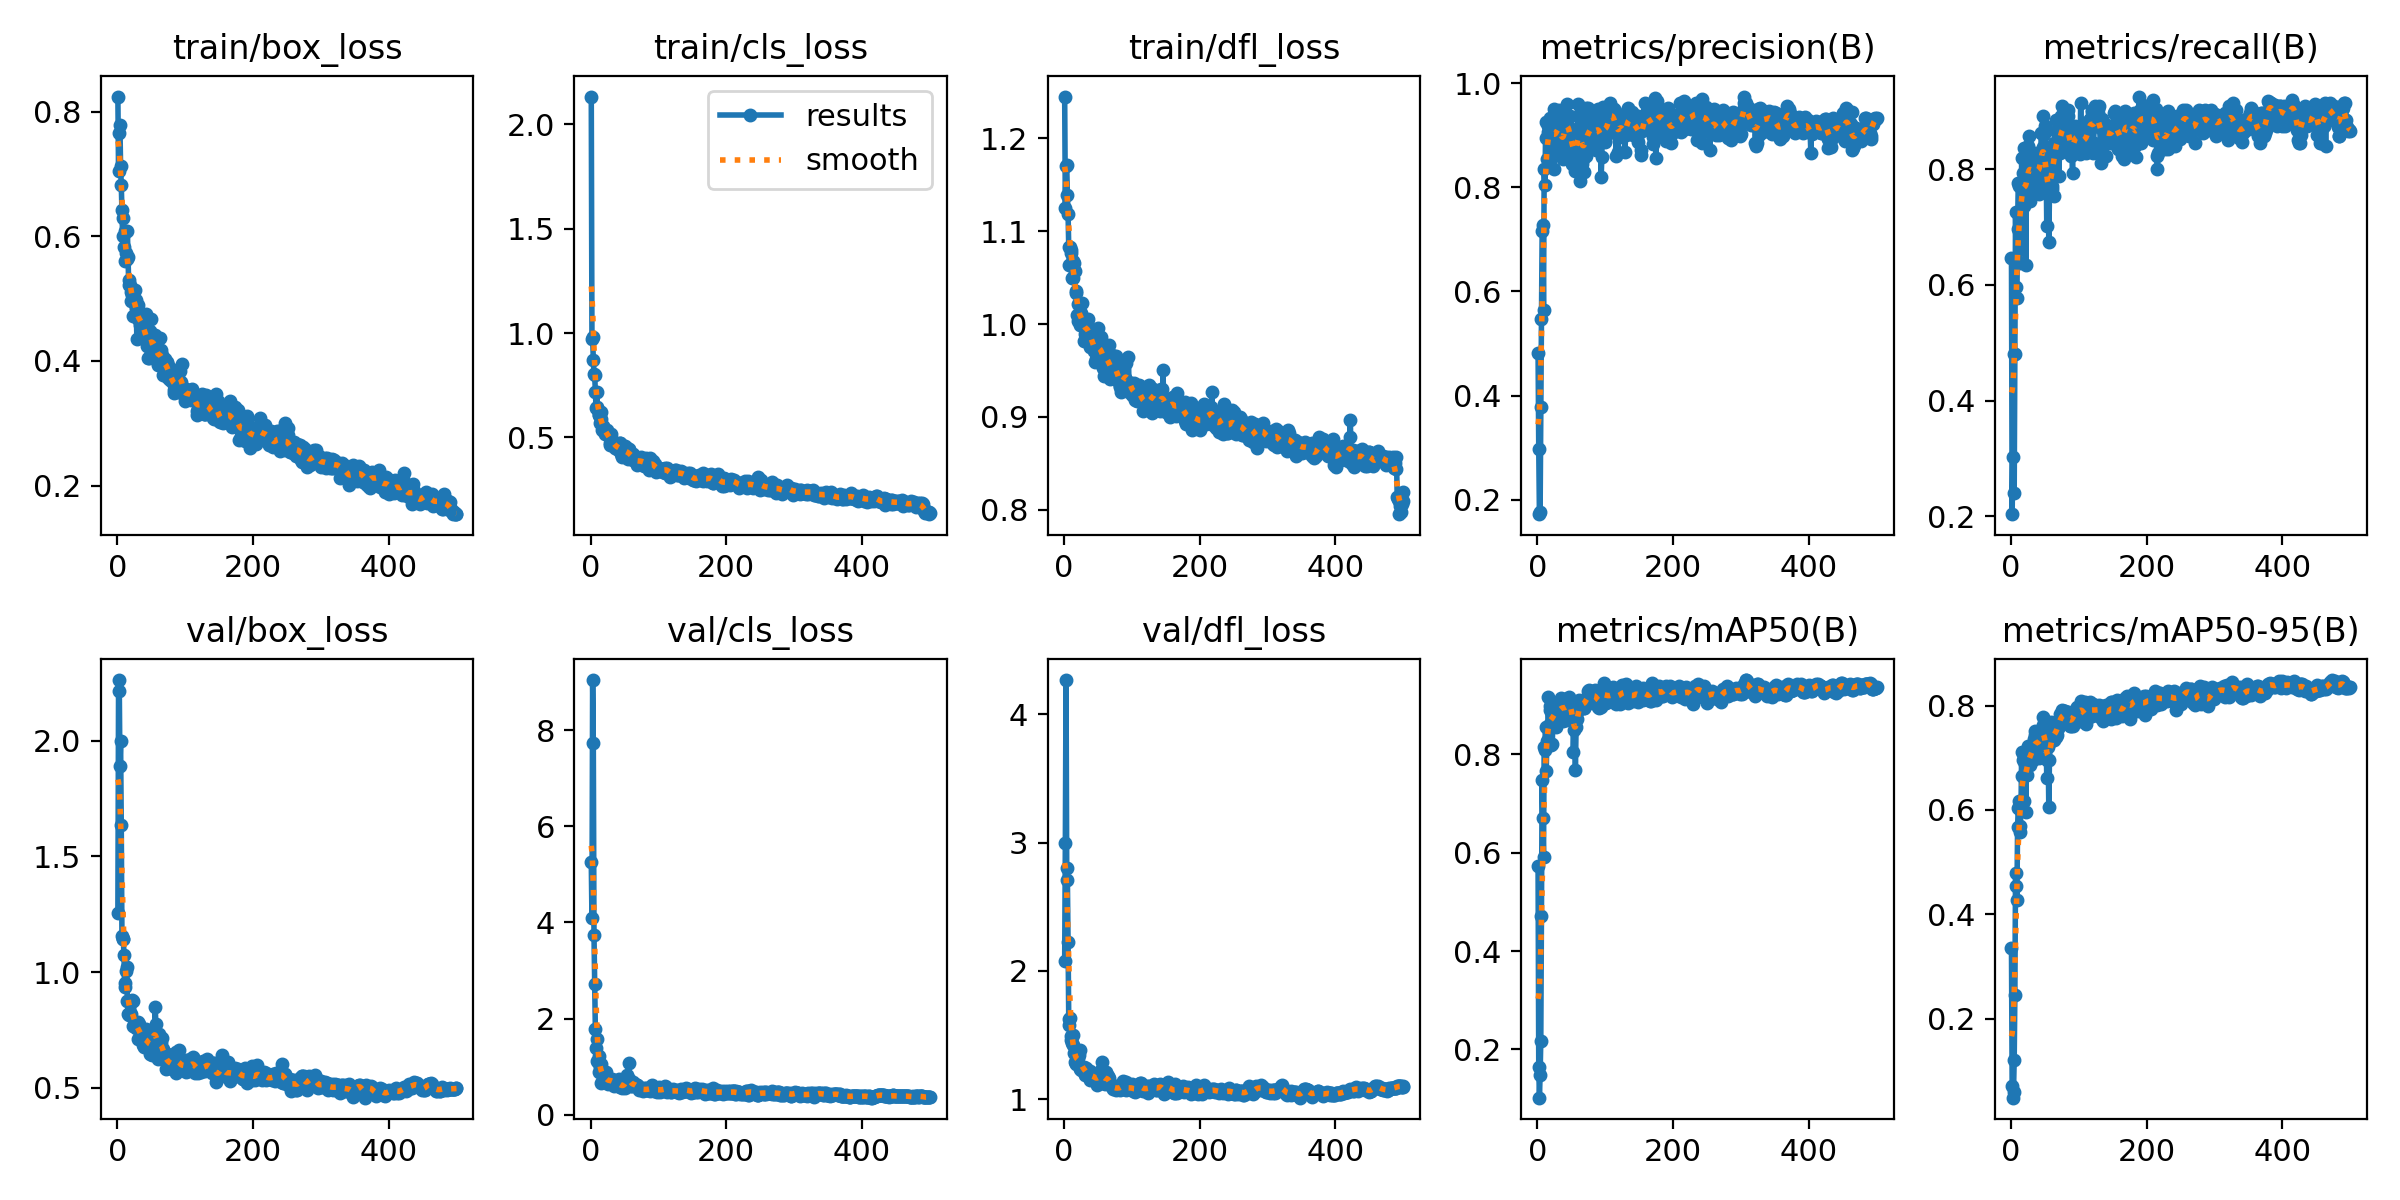 train/box_loss
0.8
0.6
0.4
0.2
0 200 400
train/cls_loss
results
smooth
2.0
1.5
1.0
0.5
0 200 400
train/dfl_loss
1.2
1.1
1.0
0.9
0.8
0 200 400
metrics/precision(B)
1.0
0.8
0.6
0.4
0.2
0 200 400
metrics/recall(B)
0.8
0.6
0.4
0.2
0 200 400
val/box_loss
2.0
1.5
1.0
0.5
0 200 400
val/cls_loss
8
6
4
2
0
0 200 400
val/dfl_loss
4
3
2
1
0 200 400
metrics/mAP50(B)
0.8
0.6
0.4
0.2
0 200 400
metrics/mAP50-95(B)
0.8
0.6
0.4
0.2
0 200 400